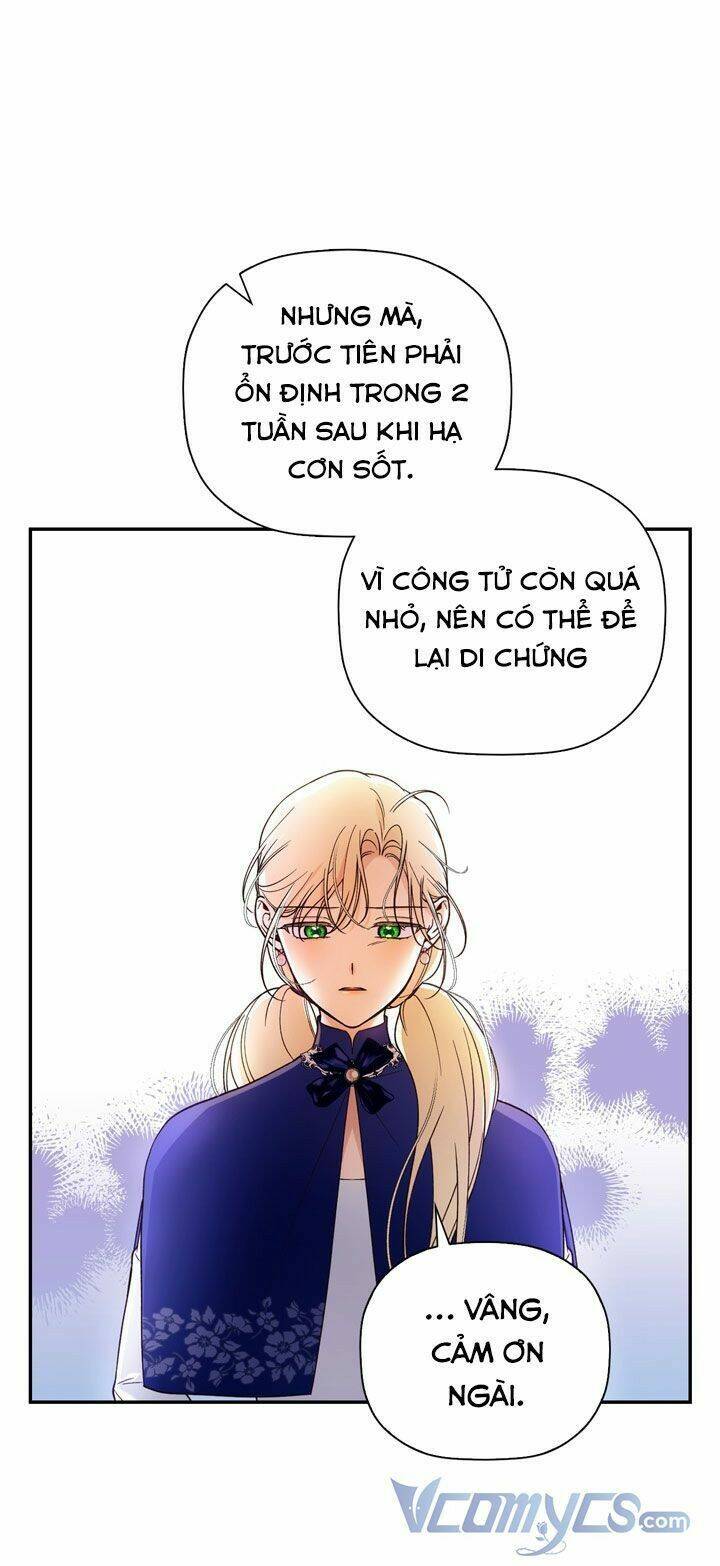 NHƯNG MÀ,
TRƯỚC TIÊN PHẢI
ỔN ĐỊNH TRONG 2
TUẦN SAU KHI HẠ
CƠN SỐT.
VÌ CÔNG TỬ CÒN QUÁ
NHỎ, NÊN CÓ THỂ ĐỂ
LẠI DI CHỨNG
... VÂNG,
CẢM ƠN
NGÀI.
VCOMYCS.com